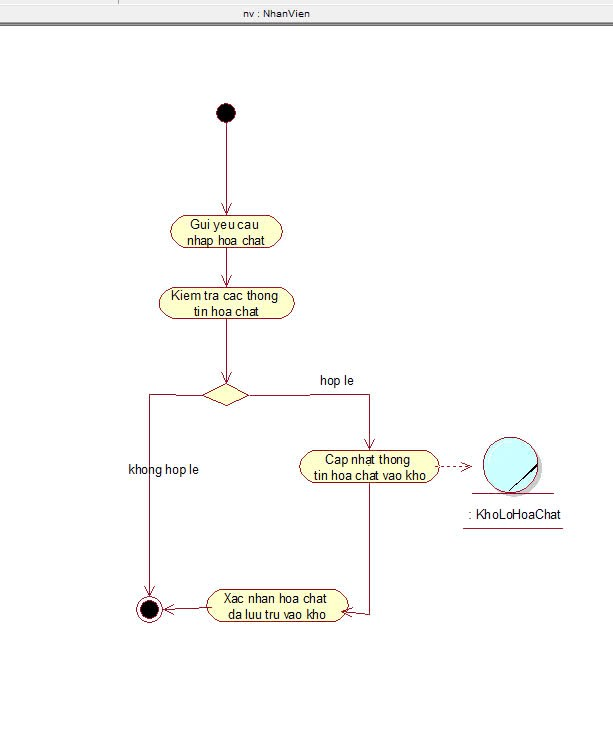 nv : NhanVien
Gui yeu cau
nhap hoa chat
Kiem tra cac thong
tin hoa chat
hop le
khong hop le
Cap nhat thong
tin hoa chat vao kho
: KhoLoHoaChat
Xac nhan hoa chat
da luu tru vao kho